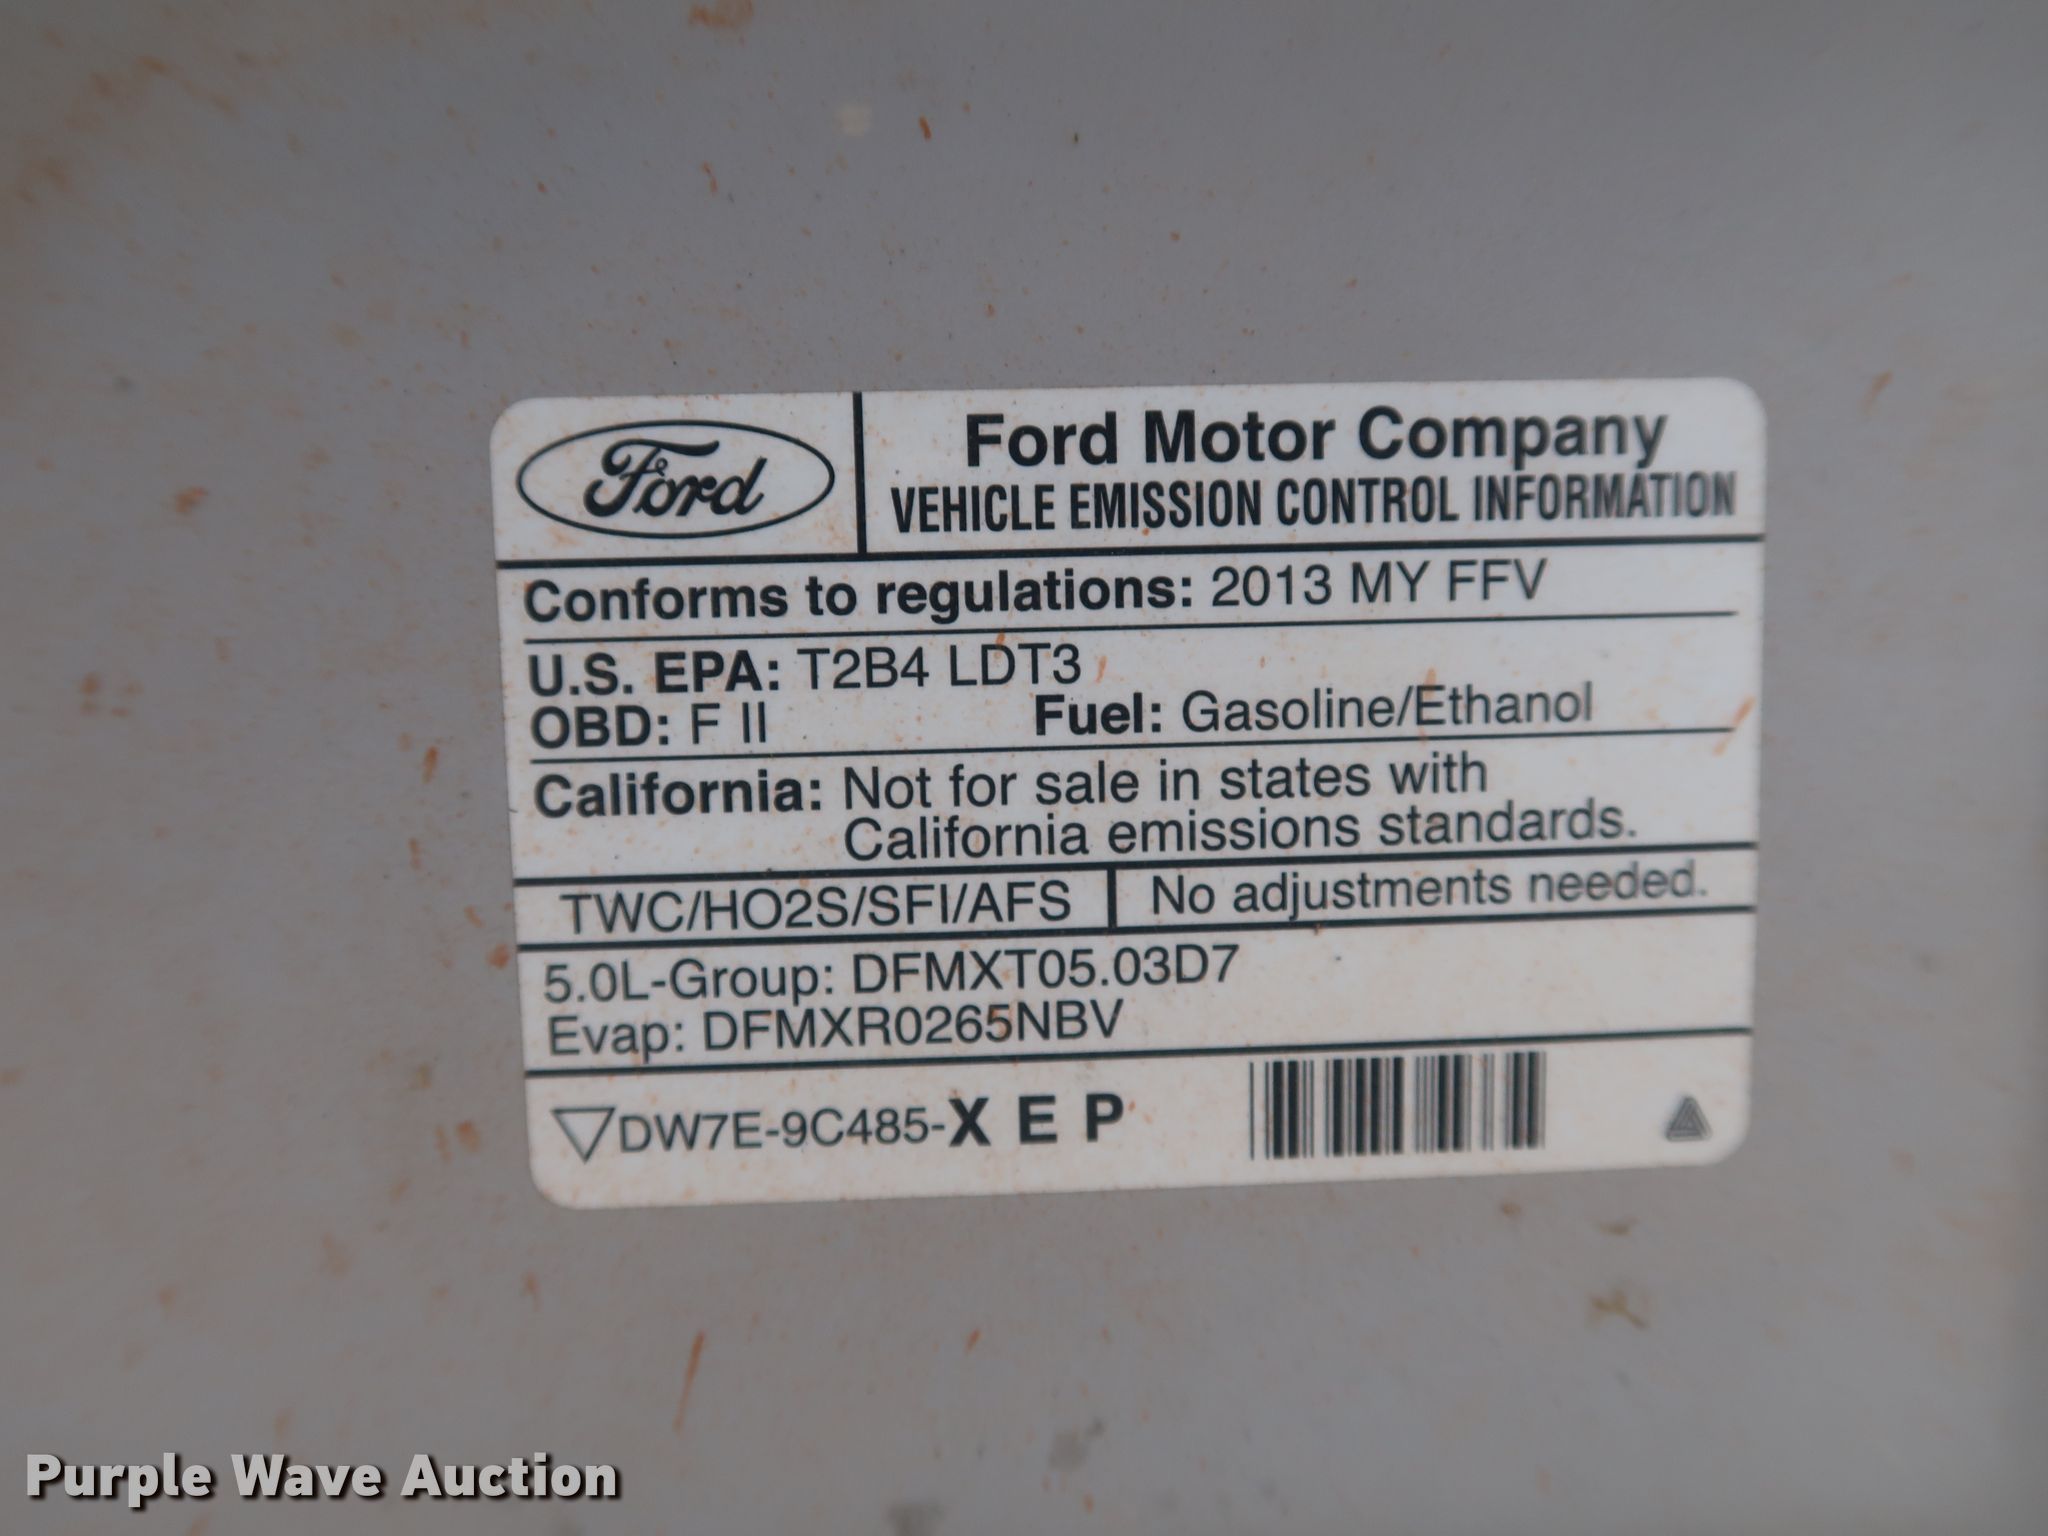 Ford
Ford Motor Company
VEHICLE EMISSION CONTROL INFORMATION
Conforms to regulations: 2013 MY FFV
U.S. EPA: T2B4 LDT3
OBD: F II Fuel: Gasoline/Ethanol
California: Not for sale in states with
California emissions standards.
TWC/HO2S/SFI/AFS No adjustments needed.
5.0L-Group: DFMXT05.03D7
Evap: DFMXR0265NBV
DW7E-9C485-X E P
Purple Wave Auction